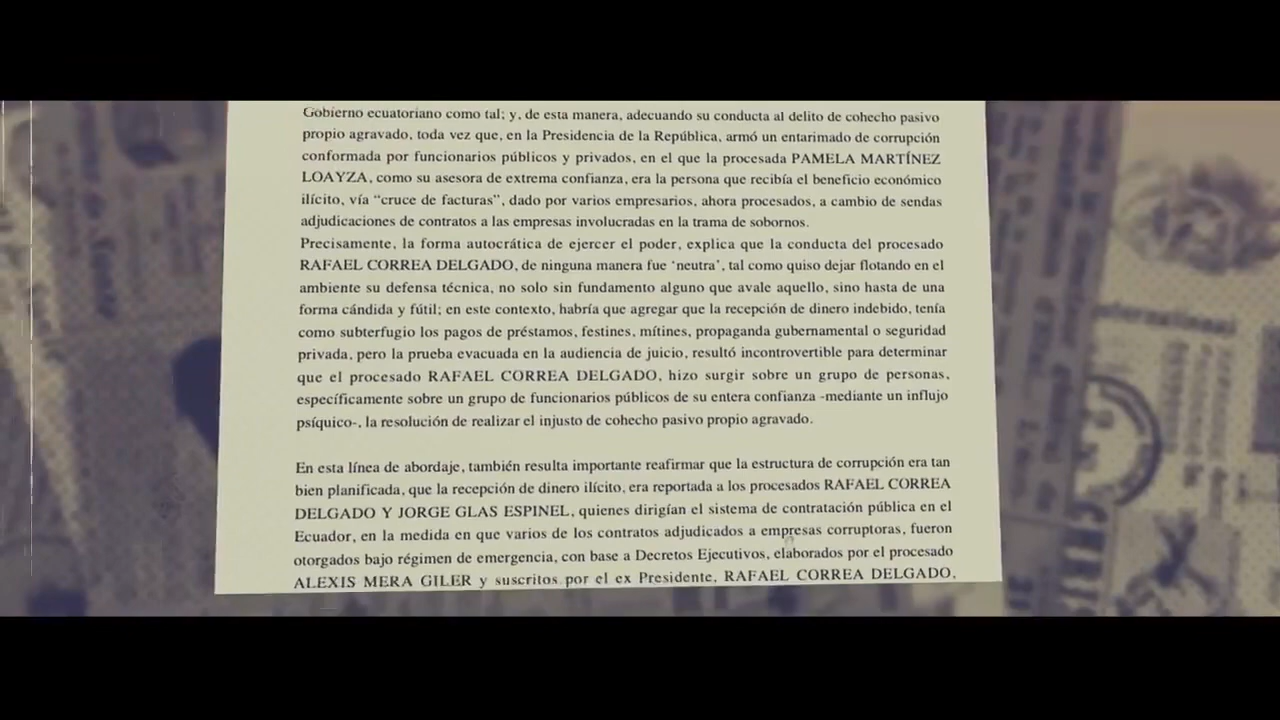 Gobierno ecuatoriano como tal; y, de esta manera, adecuando su conducta al delito de cohecho pasivo
propio agravado, toda vez que, en la Presidencia de la República, armó un entarimado de corrupción
conformada por funcionarios públicos y privados, en el que la procesada PAMELA MARTÍNEZ
LOAYZA, como su asesora de extrema confianza, era la persona que recibía el beneficio económico
ilícito, vía “cruce de facturas”, dado por varios empresarios, ahora procesados, a cambio de sendas
adjudicaciones de contratos a las empresas involucradas en la trama de sobornos.
Precisamente, la forma autocrática de ejercer el poder, explica que la conducta del procesado
RAFAEL CORREA DELGADO, de ninguna manera fue ‘neutra’, tal como quiso dejar flotando en el
ambiente su defensa técnica, no solo sin fundamento alguno que avale aquello, sino hasta de una
forma cándida y fútil; en este contexto, habría que agregar que la recepción de dinero indebido, tenía
como subterfugio los pagos de préstamos, festines, mítines, propaganda gubernamental o seguridad
privada, pero la prueba evacuada en la audiencia de juicio, resultó incontrovertible para determinar
que el procesado RAFAEL CORREA DELGADO, hizo surgir sobre un grupo de personas,
específicamente sobre un grupo de funcionarios públicos de su entera confianza -mediante un influjo
psíquico-, la resolución de realizar el injusto de cohecho pasivo propio agravado.
En esta línea de abordaje, también resulta importante reafirmar que la estructura de corrupción era tan
bien planificada, que la recepción de dinero ilícito, era reportada a los procesados RAFAEL CORREA
DELGADO Y JORGE GLAS ESPINEL, quienes dirigían el sistema de contratación pública en el
Ecuador, en la medida en que varios de los contratos adjudicados a empresas corruptoras, fueron
otorgados bajo régimen de emergencia, con base a Decretos Ejecutivos, elaborados por el procesado
ALEXIS MERA GILER y suscritos por el ex Presidente, RAFAEL CORREA DELGADO,